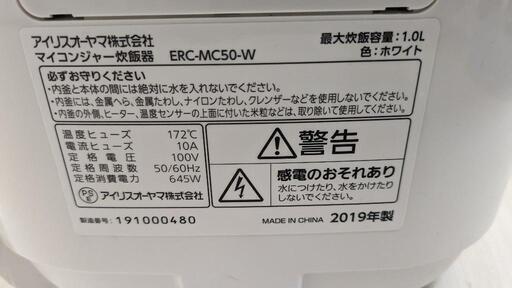 アイリスオーヤマ株式会社
マイコンジャー炊飯器 ERC-MC50-W
最大炊飯容量：1.0L
色：ホワイト
必ずお守りください
・内釜と本体の間には絶対に水を入れないでください。
・内釜には、金属へら、金属たわし、ナイロンたわし、クレンザーなどを使用しないでください。
・内釜の外側、ヒーター、温度センサーの上面に付いた米粒などは、取り除いて使用してください。
温度ヒューズ 172℃
電流ヒューズ 10A
定格電圧 100V
定格周波数 50/60Hz
定格消費電力 645W
PS
E
アイリスオーヤマ株式会社
製造番号：191000480
警告
感電のおそれあり
水につけたり、水をかけたり
しないでください。
MADE IN CHINA 2019年製